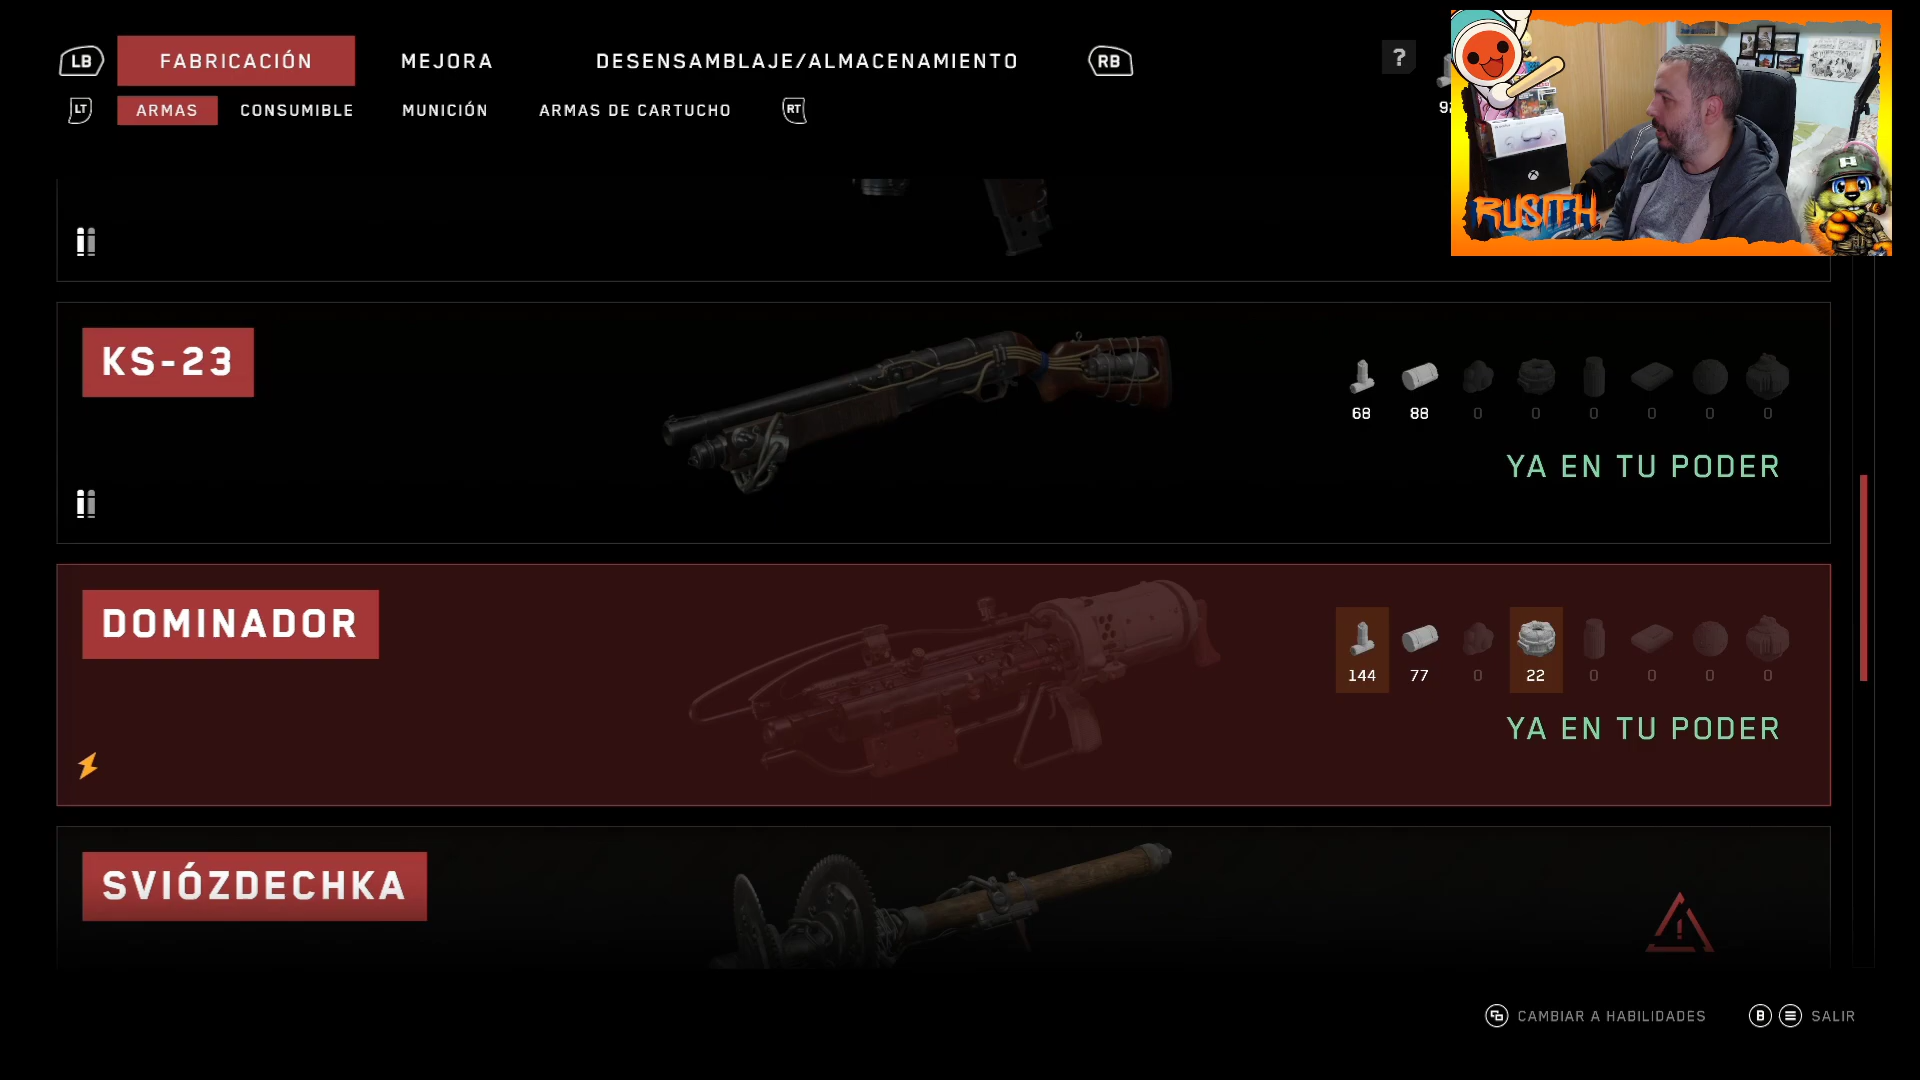 LB FABRICACIÓN MEJORA DESENSAMBLAJE/ALMACENAMIENTO RB ?
LT ARMAS CONSUMIBLE MUNICIÓN ARMAS DE CARTUCHO RT
RUSITH
KS-23
68 88 0 0 0 0 0 0
YA EN TU PODER
DOMINADOR
144 77 0 22 0 0 0 0
YA EN TU PODER
SVIÓZDECHKA
CAMBIAR A HABILIDADES B SALIR